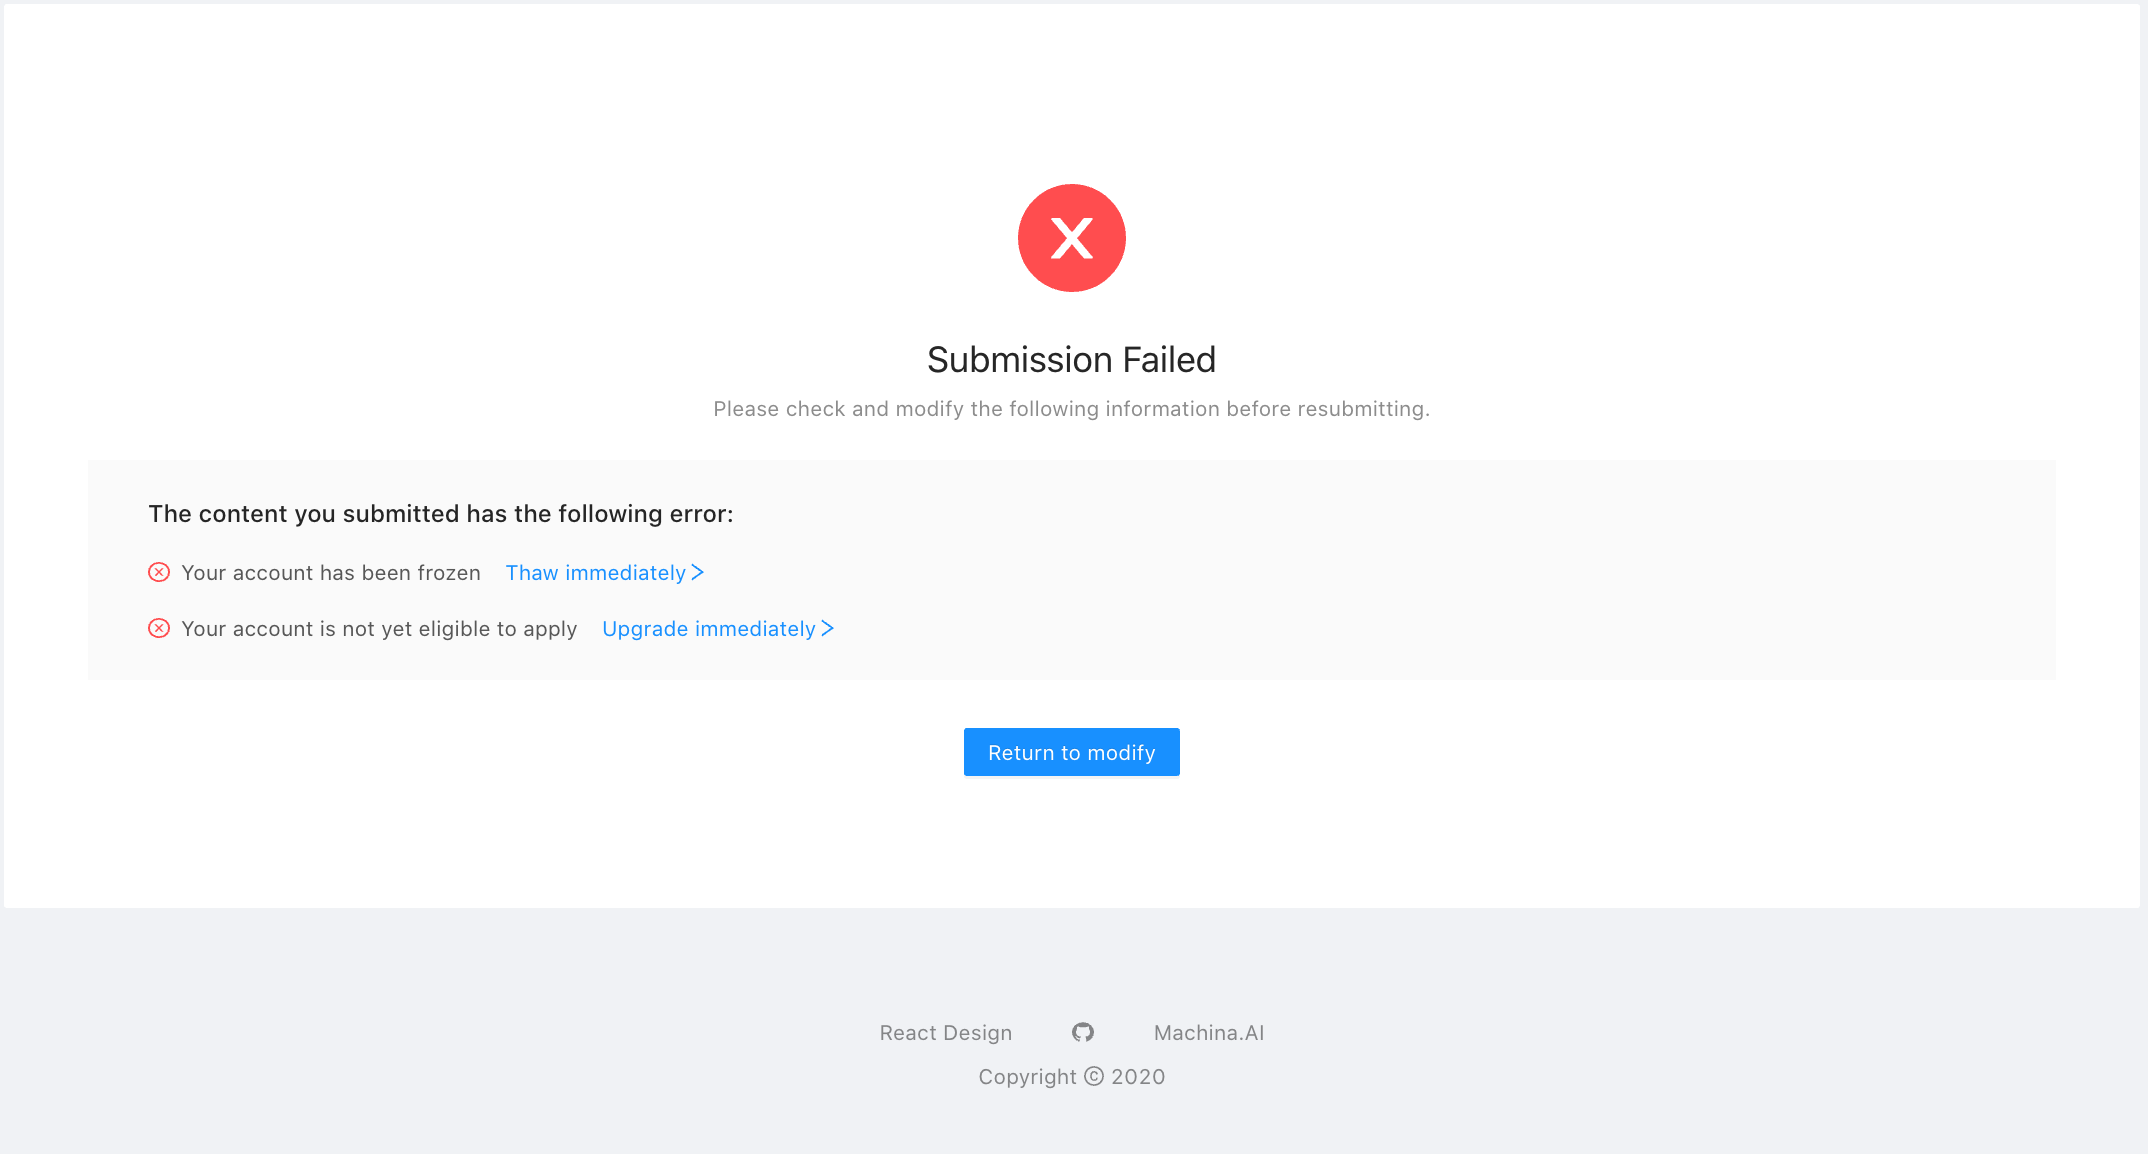 Submission Failed
Please check and modify the following information before resubmitting.
The content you submitted has the following error:
Your account has been frozen Thaw immediately
Your account is not yet eligible to apply Upgrade immediately
Return to modify
React Design Machina.AI
Copyright © 2020